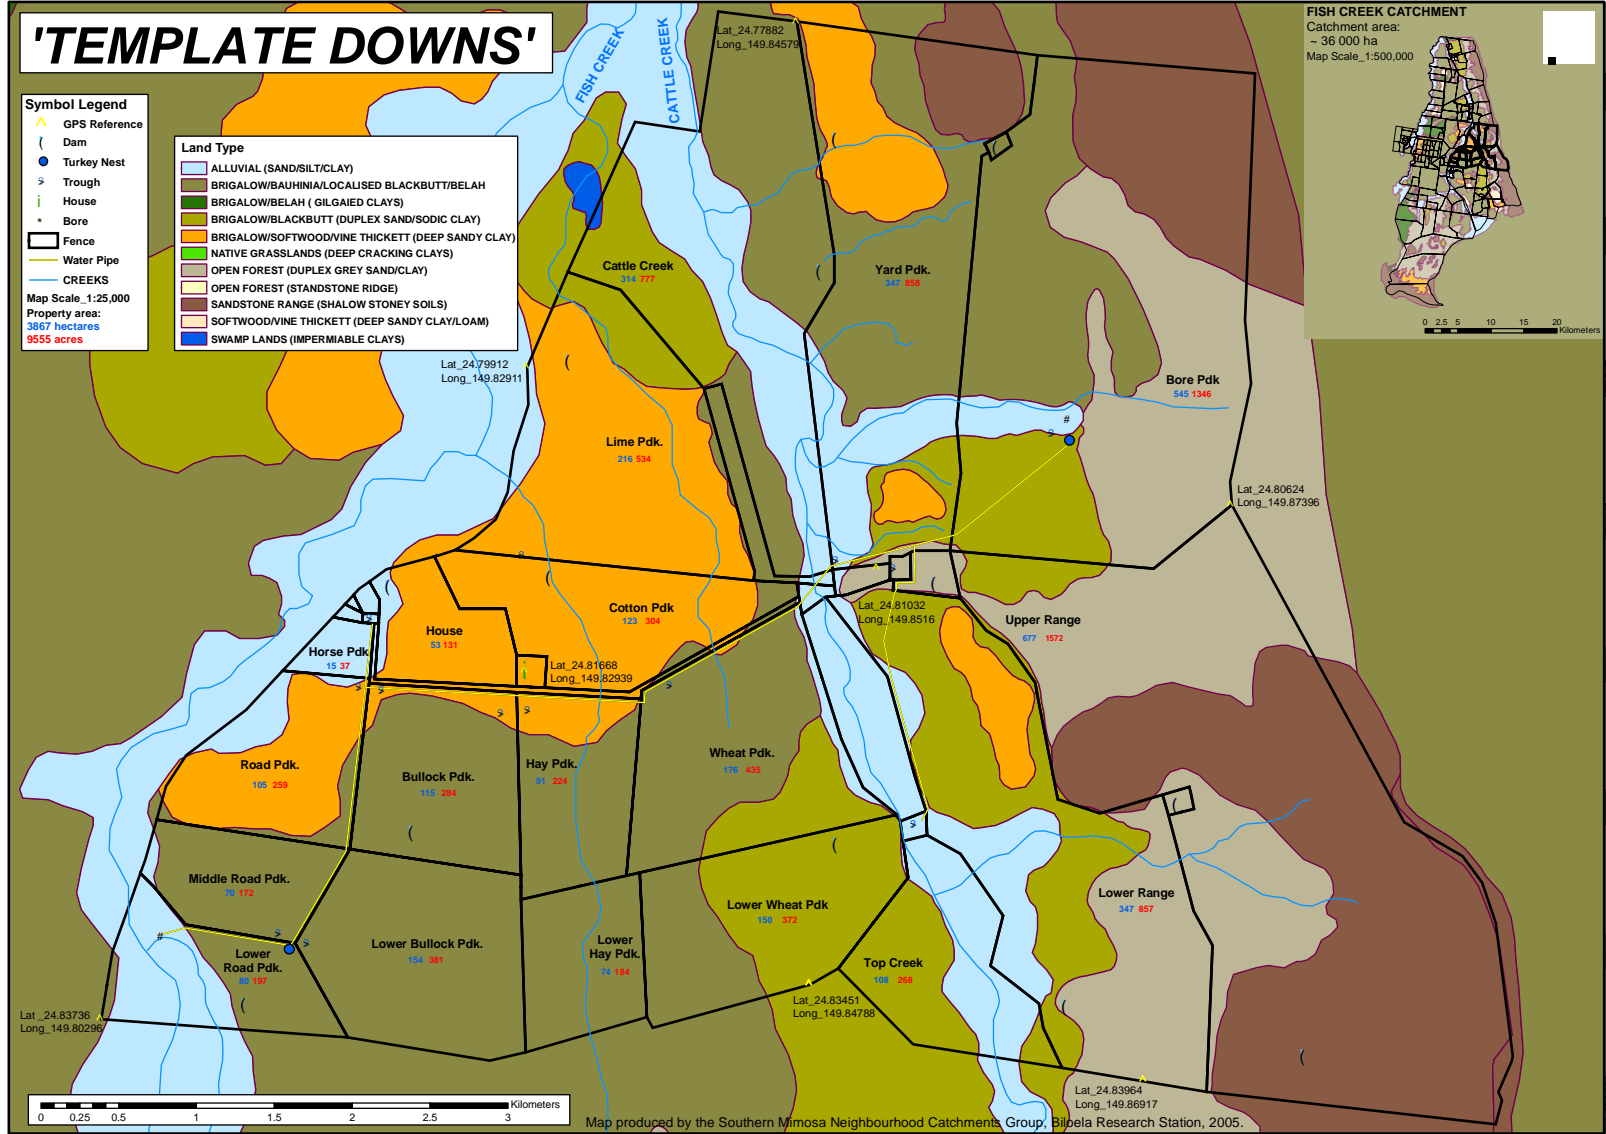 'TEMPLATE DOWNS'
FISH CREEK
CATTLE CREEK
Lat_24.77882
Long_149.84579
FISH CREEK CATCHMENT
Catchment area:
~ 36 000 ha
Map Scale_1:500,000
0 2.5 5 10 15 20
Kilometers
Symbol Legend
GPS Reference
Dam
Turkey Nest
Trough
House
Bore
Fence
Water Pipe
CREEKS
Map Scale_1:25,000
Property area:
3867 hectares
9555 acres
Land Type
ALLUVIAL (SAND/SILT/CLAY)
BRIGALOW/BAUHINIA/LOCALISED BLACKBUTT/BELAH
BRIGALOW/BELAH ( GILGAIED CLAYS)
BRIGALOW/BLACKBUTT (DUPLEX SAND/SODIC CLAY)
BRIGALOW/SOFTWOOD/VINE THICKETT (DEEP SANDY CLAY)
NATIVE GRASSLANDS (DEEP CRACKING CLAYS)
OPEN FOREST (DUPLEX GREY SAND/CLAY)
OPEN FOREST (STANDSTONE RIDGE)
SANDSTONE RANGE (SHALOW STONEY SOILS)
SOFTWOOD/VINE THICKETT (DEEP SANDY CLAY/LOAM)
SWAMP LANDS (IMPERMIABLE CLAYS)
Cattle Creek
314 777
Yard Pdk.
347 858
Lat_24.79912
Long_149.82911
Bore Pdk
545 1346
#
Lime Pdk.
216 534
Lat_24.80624
Long_149.87396
Cotton Pdk
123 304
Lat_24.81032
Long_149.8516
Upper Range
677 1572
House
53 131
Horse Pdk
15 37
Lat_24.81668
Long_149.82939
Road Pdk.
105 259
Bullock Pdk.
115 284
Hay Pdk.
91 224
Wheat Pdk.
176 435
Middle Road Pdk.
70 172
Lower Wheat Pdk
150 372
Lower Range
347 857
#
Lower
Road Pdk.
80 197
Lower Bullock Pdk.
154 381
Lower
Hay Pdk.
74 184
Top Creek
108 268
Lat_24.83451
Long_149.84788
Lat _24.83736
Long_149.80296
Lat_24.83964
Long_149.86917
0 0.25 0.5 1 1.5 2 2.5 3
Kilometers
Map produced by the Southern Mimosa Neighbourhood Catchments Group, Biloela Research Station, 2005.